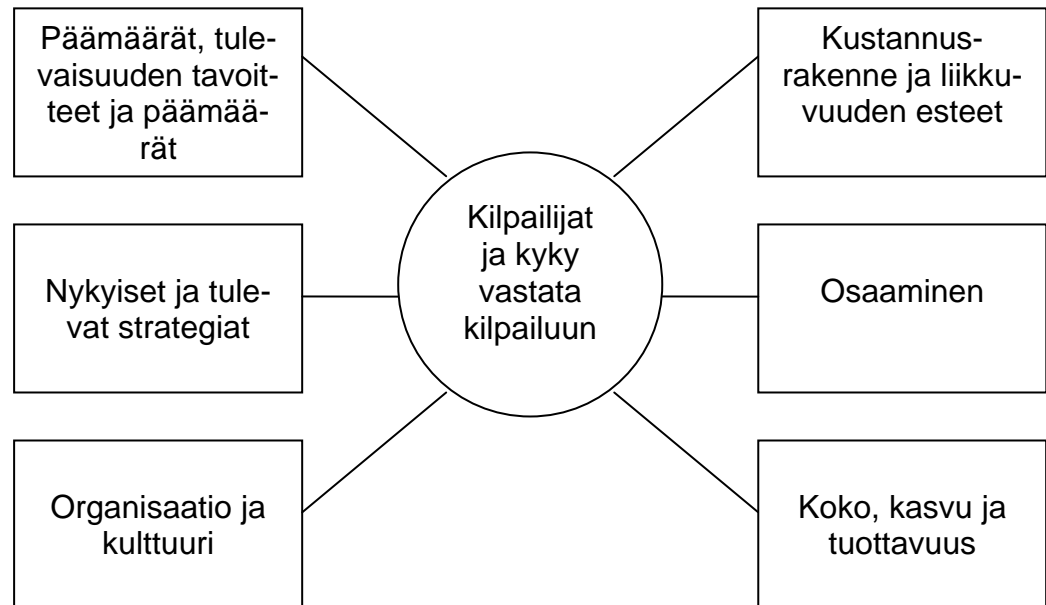 Päämäärät, tule-
vaisuuden tavoit-
teet ja päämää-
rät
Kustannus-
rakenne ja liikku-
vuuden esteet
Kilpailijat
ja kyky
vastata
kilpailuun
Nykyiset ja tule-
vat strategiat
Osaaminen
Organisaatio ja
kulttuuri
Koko, kasvu ja
tuottavuus